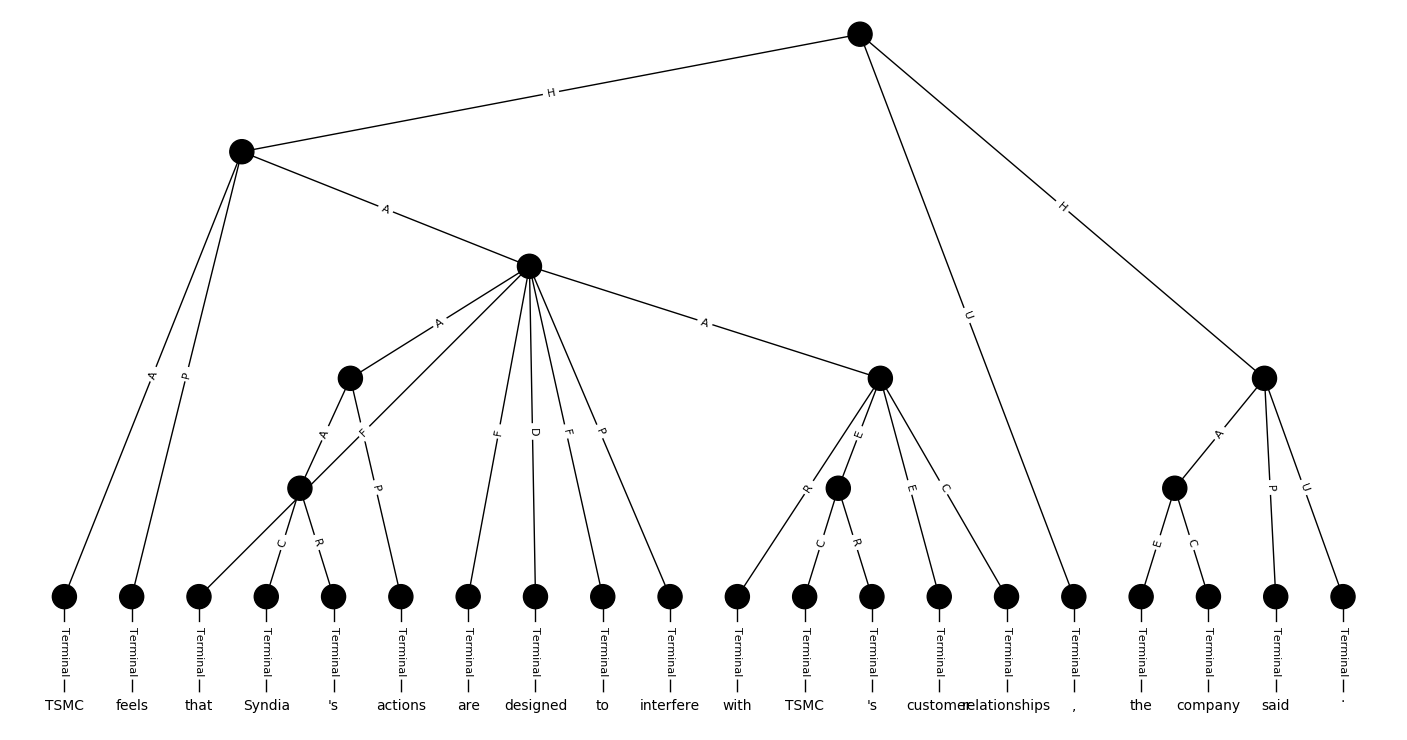 H
A
A
A
U
H
A
P
A
F
F
D
F
P
R
E
E
C
A
P
U
P
C
R
C
R
E
C
Terminal Terminal Terminal Terminal Terminal Terminal Terminal Terminal Terminal Terminal Terminal Terminal Terminal Terminal Terminal Terminal Terminal Terminal Terminal Terminal
TSMC feels that Syndia 's actions are designed to interfere with TSMC 's customer relationships , the company said .